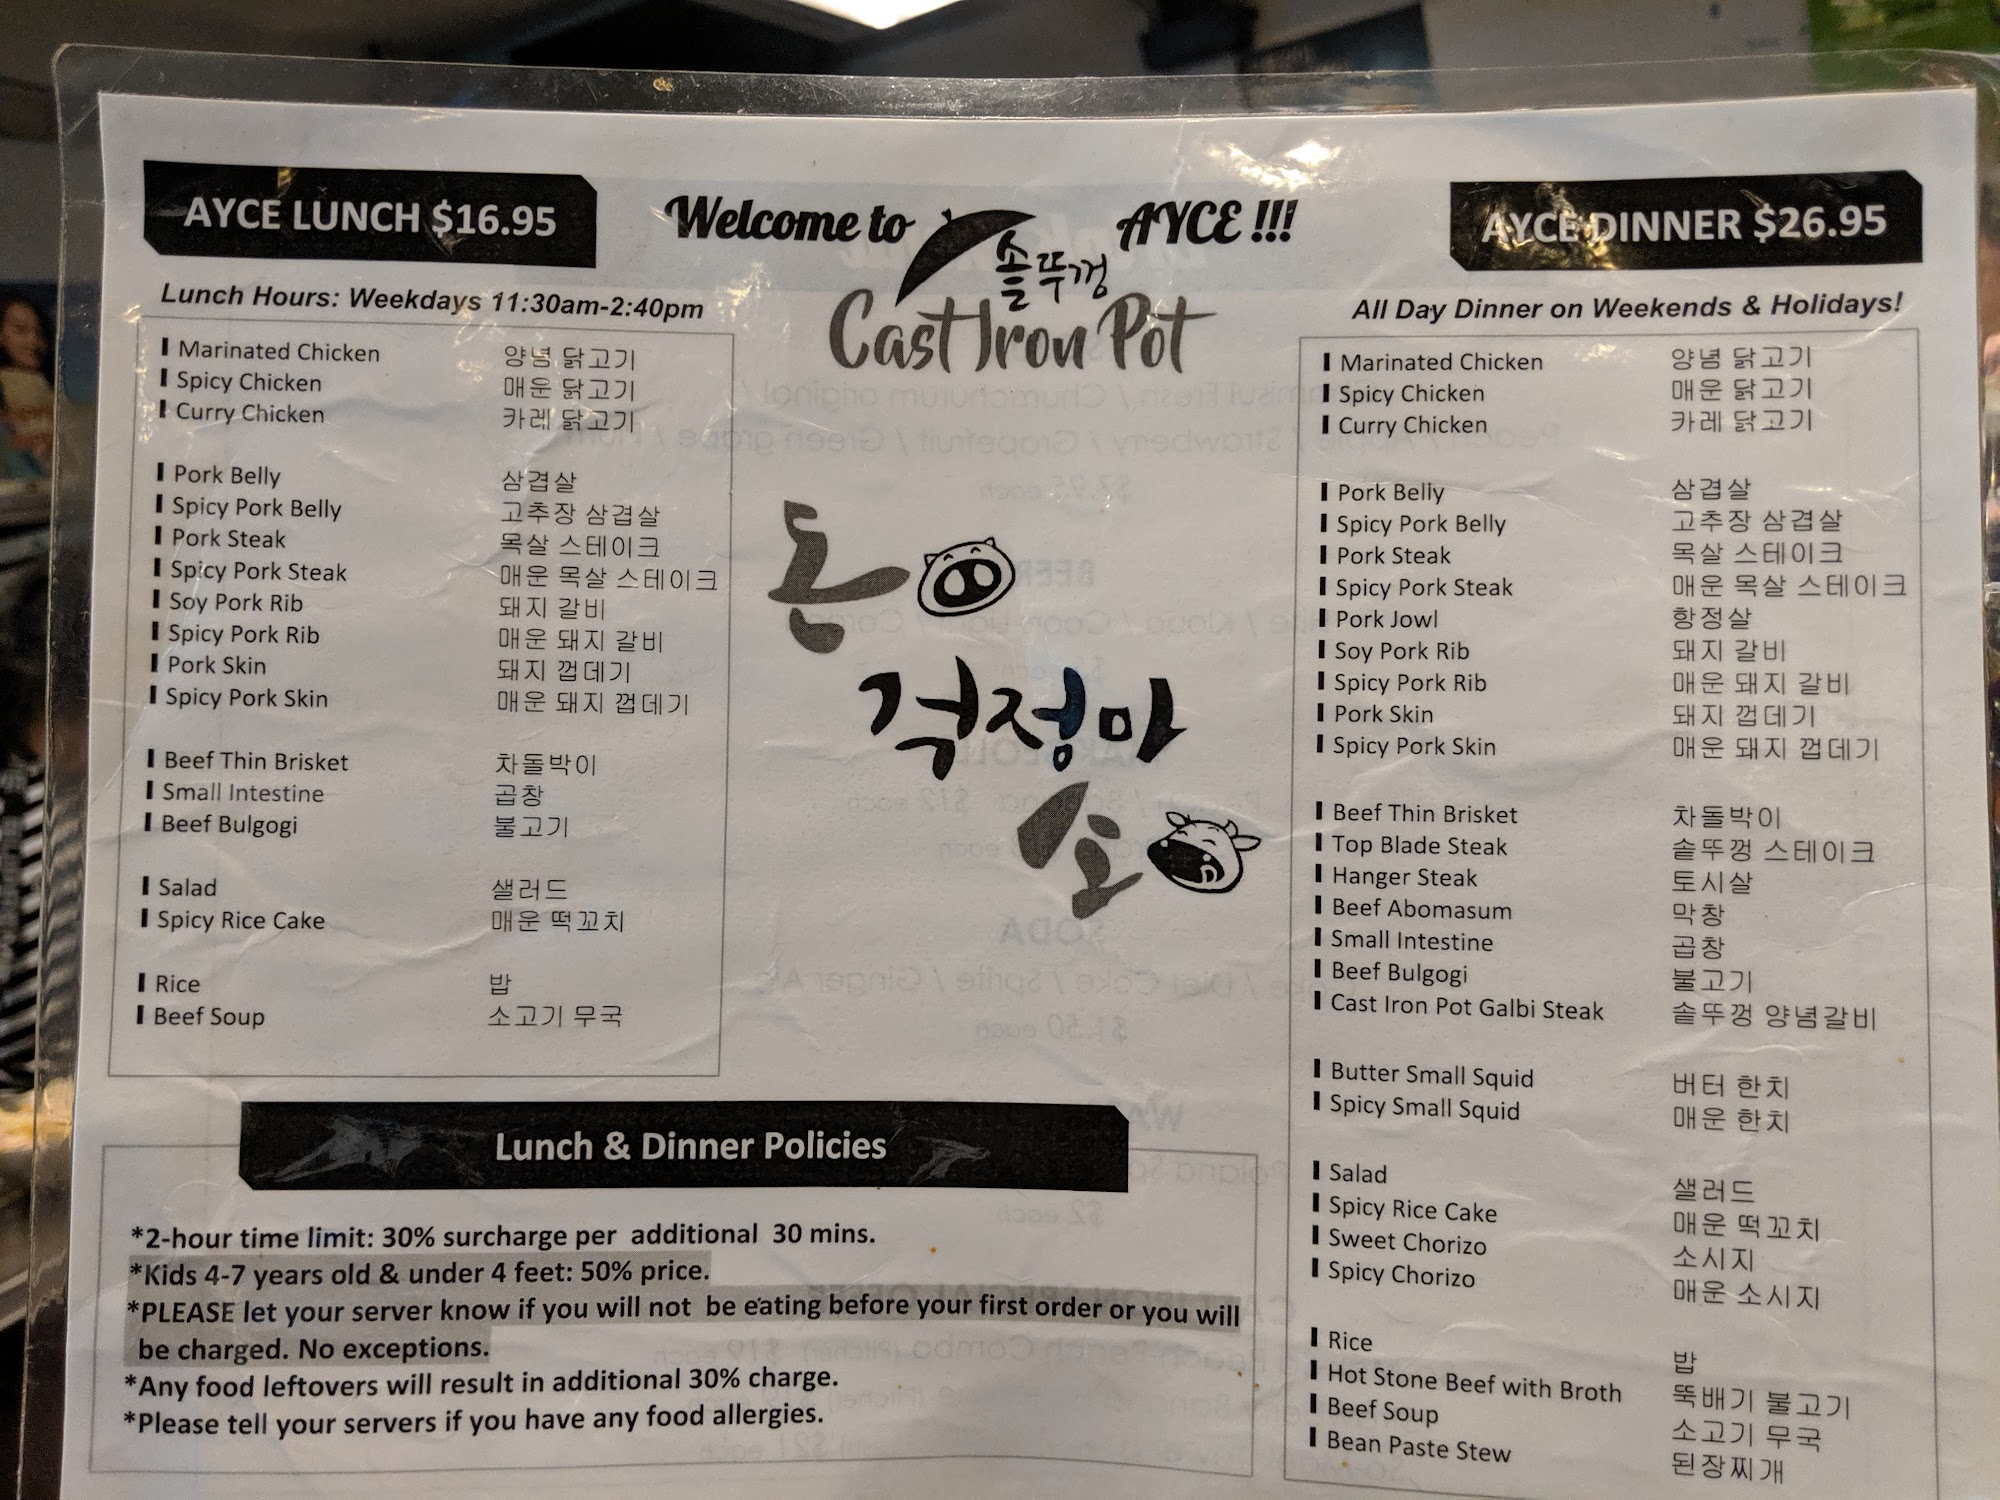 AYCE LUNCH $16.95
Welcome to
AYCE !!!
솥뚜껑
Cast Iron Pot
AYCE DINNER $26.95
Lunch Hours: Weekdays 11:30am-2:40pm
Marinated Chicken 양념 닭고기
Spicy Chicken 매운 닭고기
Curry Chicken 카레 닭고기
Pork Belly 삼겹살
Spicy Pork Belly 고추장 삼겹살
Pork Steak 목살 스테이크
Spicy Pork Steak 매운 목살 스테이크
Soy Pork Rib 돼지 갈비
Spicy Pork Rib 매운 돼지 갈비
Pork Skin 돼지 껍데기
Spicy Pork Skin 매운 돼지 껍데기
Beef Thin Brisket 차돌박이
Small Intestine 곱창
Beef Bulgogi 불고기
Salad 샐러드
Spicy Rice Cake 매운 떡꼬치
Rice 밥
Beef Soup 소고기 무국
돈
걱정마
소
All Day Dinner on Weekends & Holidays!
Marinated Chicken 양념 닭고기
Spicy Chicken 매운 닭고기
Curry Chicken 카레 닭고기
Pork Belly 삼겹살
Spicy Pork Belly 고추장 삼겹살
Pork Steak 목살 스테이크
Spicy Pork Steak 매운 목살 스테이크
Pork Jowl 항정살
Soy Pork Rib 돼지 갈비
Spicy Pork Rib 매운 돼지 갈비
Pork Skin 돼지 껍데기
Spicy Pork Skin 매운 돼지 껍데기
Beef Thin Brisket 차돌박이
Top Blade Steak 솥뚜껑 스테이크
Hanger Steak 토시살
Beef Abomasum 막창
Small Intestine 곱창
Beef Bulgogi 불고기
Cast Iron Pot Galbi Steak 솥뚜껑 양념갈비
Butter Small Squid 버터 한치
Spicy Small Squid 매운 한치
Salad 샐러드
Spicy Rice Cake 매운 떡꼬치
Sweet Chorizo 소시지
Spicy Chorizo 매운 소시지
Rice 밥
Hot Stone Beef with Broth 뚝배기 불고기
Beef Soup 소고기 무국
Bean Paste Stew 된장찌개
Lunch & Dinner Policies
*2-hour time limit: 30% surcharge per additional 30 mins.
*Kids 4-7 years old & under 4 feet: 50% price.
*PLEASE let your server know if you will not be eating before your first order or you will
be charged. No exceptions.
*Any food leftovers will result in additional 30% charge.
*Please tell your servers if you have any food allergies.